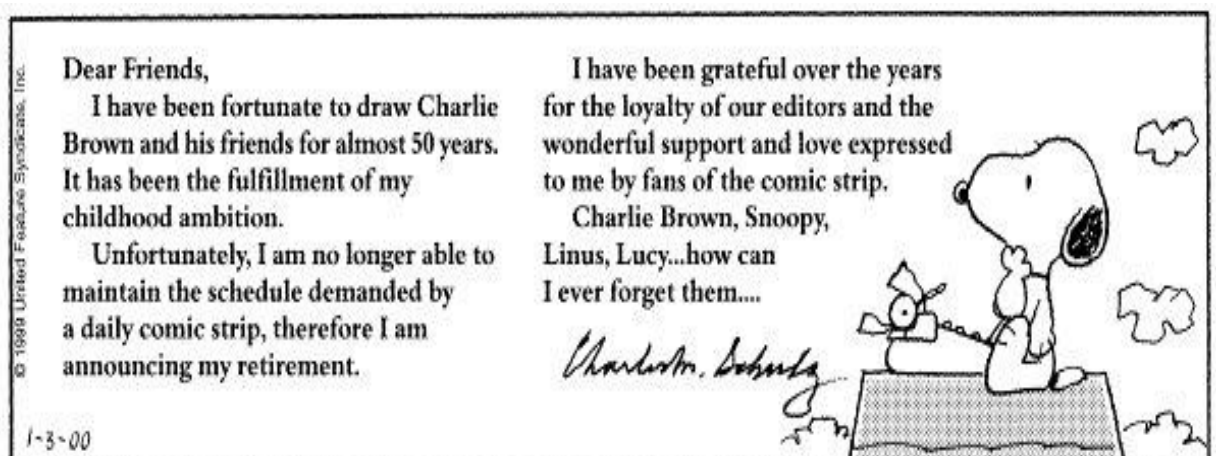 © 1999 United Feature Syndicate, Inc.
Dear Friends,
I have been fortunate to draw Charlie
Brown and his friends for almost 50 years.
It has been the fulfillment of my
childhood ambition.
Unfortunately, I am no longer able to
maintain the schedule demanded by
a daily comic strip, therefore I am
announcing my retirement.
I have been grateful over the years
for the loyalty of our editors and the
wonderful support and love expressed
to me by fans of the comic strip.
Charlie Brown, Snoopy,
Linus, Lucy...how can
I ever forget them....
Charles M. Schulz
1-3-00